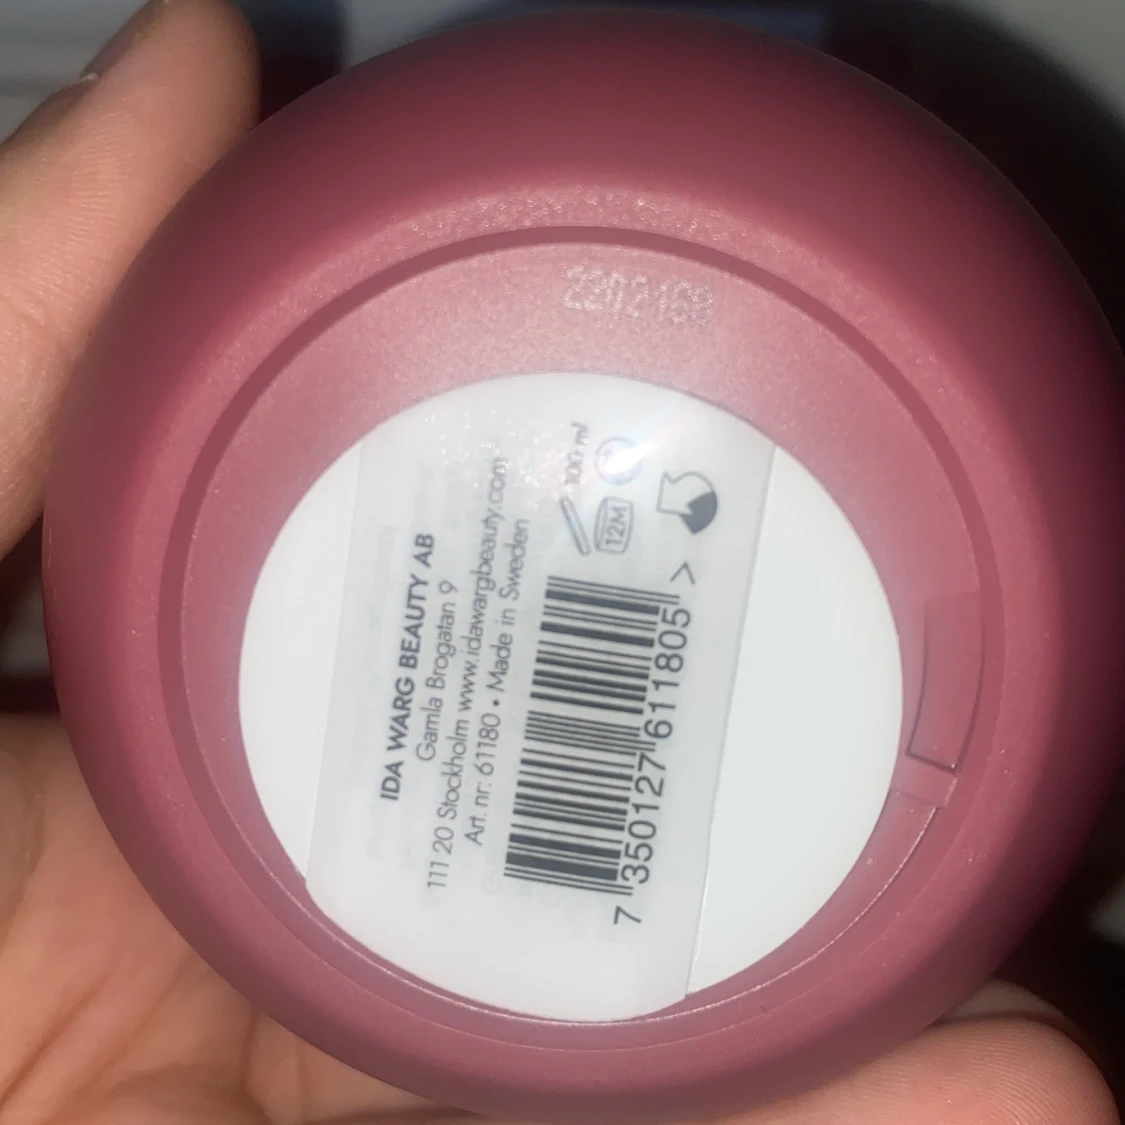 2202168
IDA WARG BEAUTY AB
Gamla Brogatan 9
111 20 Stockholm www.idawargbeauty.com
Art. nr: 61180 • Made in Sweden
100 ml
12M
7 350127 611805 >